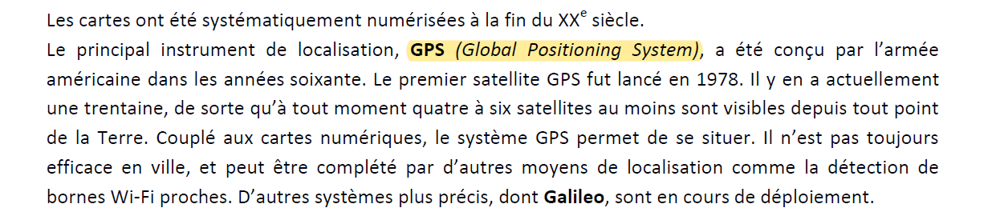 Les cartes ont été systématiquement numérisées à la fin du XXe siècle.
Le principal instrument de localisation, GPS (Global Positioning System), a été conçu par l’armée
américaine dans les années soixante. Le premier satellite GPS fut lancé en 1978. Il y en a actuellement
une trentaine, de sorte qu’à tout moment quatre à six satellites au moins sont visibles depuis tout point
de la Terre. Couplé aux cartes numériques, le système GPS permet de se situer. Il n’est pas toujours
efficace en ville, et peut être complété par d’autres moyens de localisation comme la détection de
bornes Wi-Fi proches. D’autres systèmes plus précis, dont Galileo, sont en cours de déploiement.